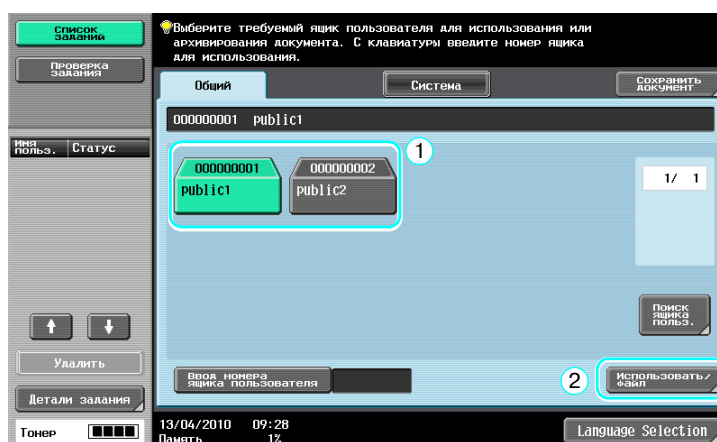 Список
заданий
Проверка
задания
Имя
польз.
Статус
Удалить
Детали задания
Тонер
Выберите требуемый ящик пользователя для использования или
архивирования документа. С клавиатуры введите номер ящика
для использования.
Общий
Система
Сохранить
документ
000000001 public1
000000001
public1
000000002
public2
1
1/ 1
Поиск
ящика
польз.
Ввод номера
ящика пользователя
2
Использовать/
файл
13/04/2010 09:28
Память 1%
Language Selection